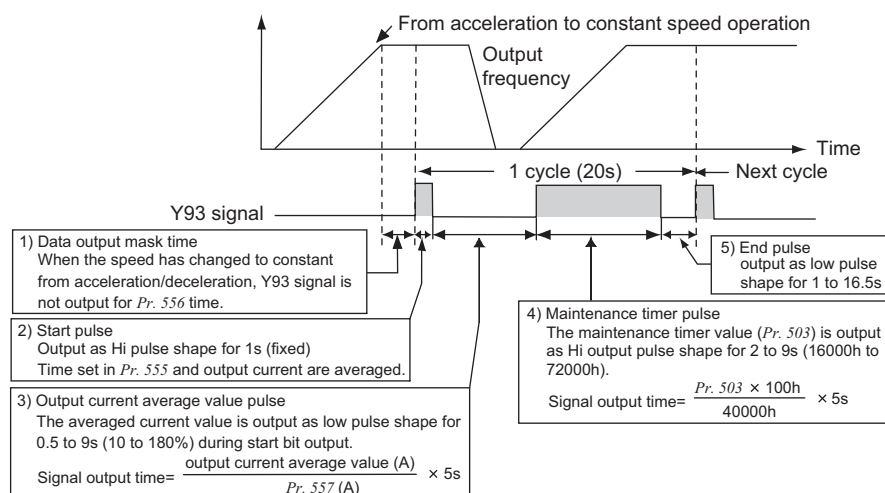 From acceleration to constant speed operation
Output
frequency
Time
1 cycle (20s)
Next cycle
Y93 signal
1) Data output mask time
When the speed has changed to constant
from acceleration/deceleration, Y93 signal is
not output for Pr. 556 time.
2) Start pulse
Output as Hi pulse shape for 1s (fixed)
Time set in Pr. 555 and output current are averaged.
3) Output current average value pulse
The averaged current value is output as low pulse shape for
0.5 to 9s (10 to 180%) during start bit output.
Signal output time= output current average value (A)
Pr. 557 (A)
× 5s
5) End pulse
output as low pulse
shape for 1 to 16.5s
4) Maintenance timer pulse
The maintenance timer value (Pr. 503) is output
as Hi output pulse shape for 2 to 9s (16000h to
72000h).
Signal output time= Pr. 503 × 100h
40000h
× 5s